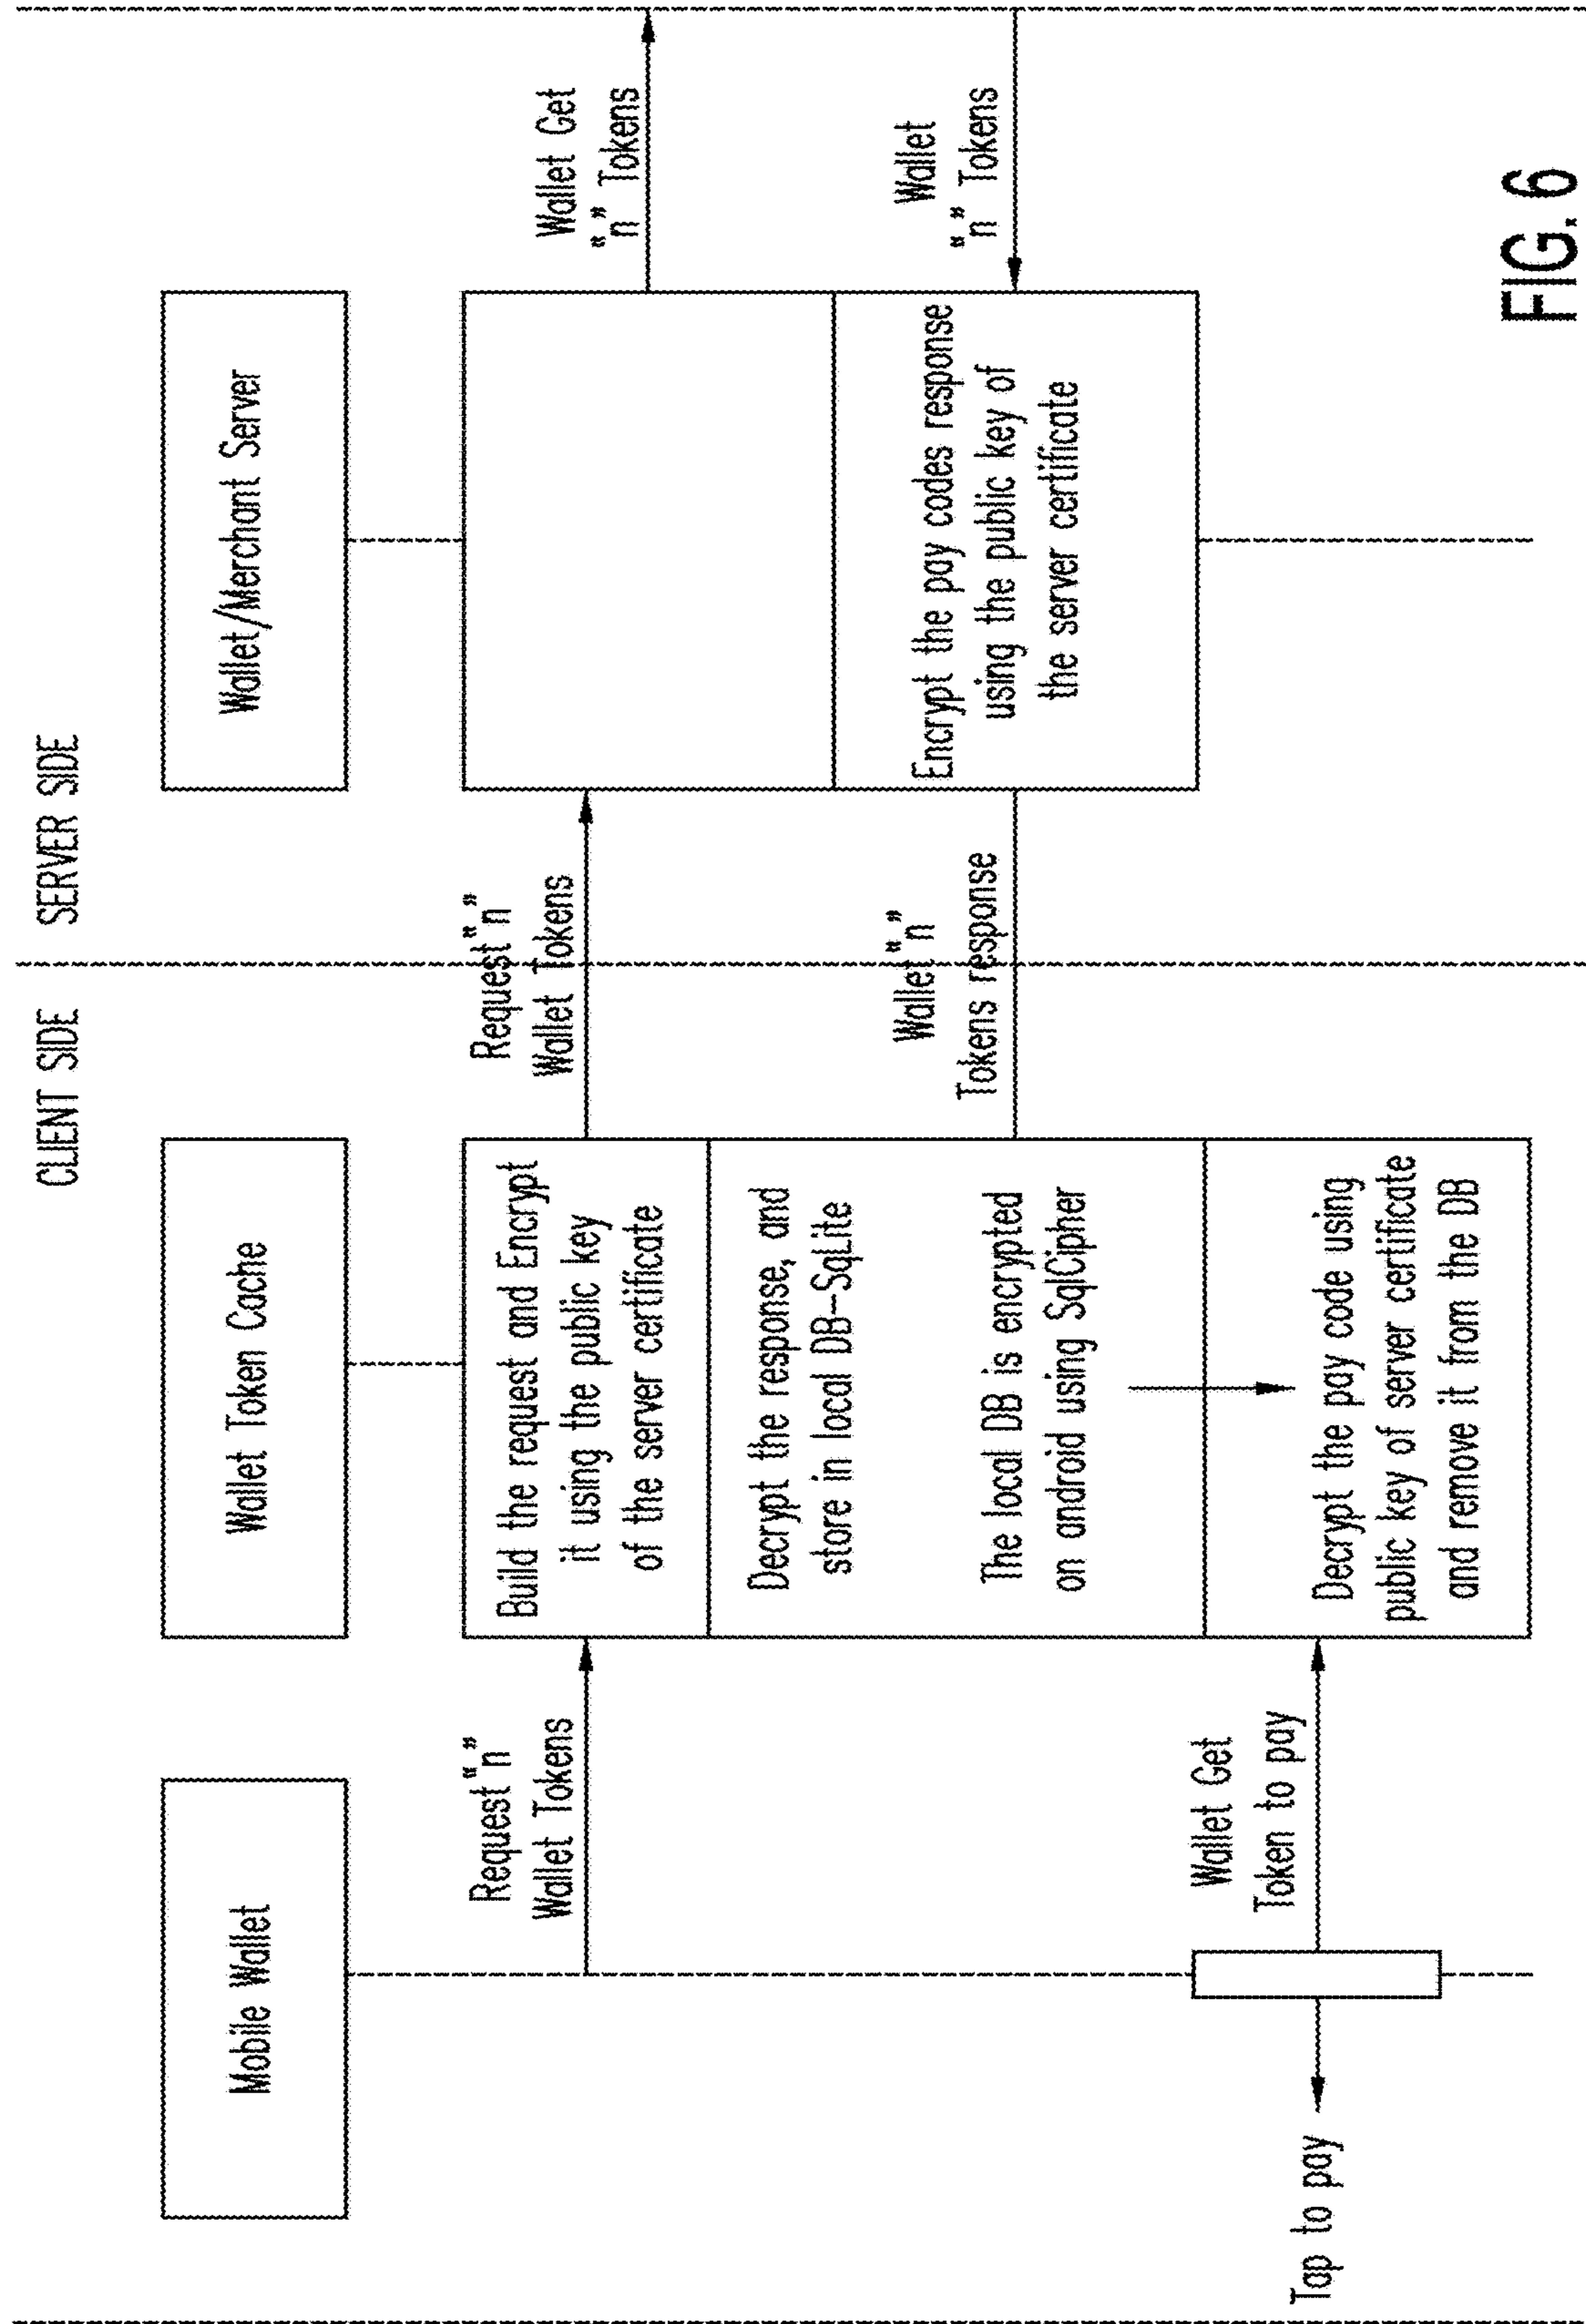 CLIENT SIDE
SERVER SIDE
Mobile Wallet
Wallet Token Cache
Wallet/Merchant Server
Request“n”
Wallet Tokens
Build the request and Encrypt
it using the public key
of the server certificate
Request“n”
Wallet Tokens
Wallet Get
“n” Tokens
Decrypt the response, and
store in local DB-SqLite
The local DB is encrypted
on android using SqlCipher
Wallet“n”
Tokens response
Encrypt the pay codes response
using the public key of
the server certificate
Wallet
“n” Tokens
Tap to pay
Wallet Get
Token to pay
Decrypt the pay code using
public key of server certificate
and remove it from the DB
FIG. 6